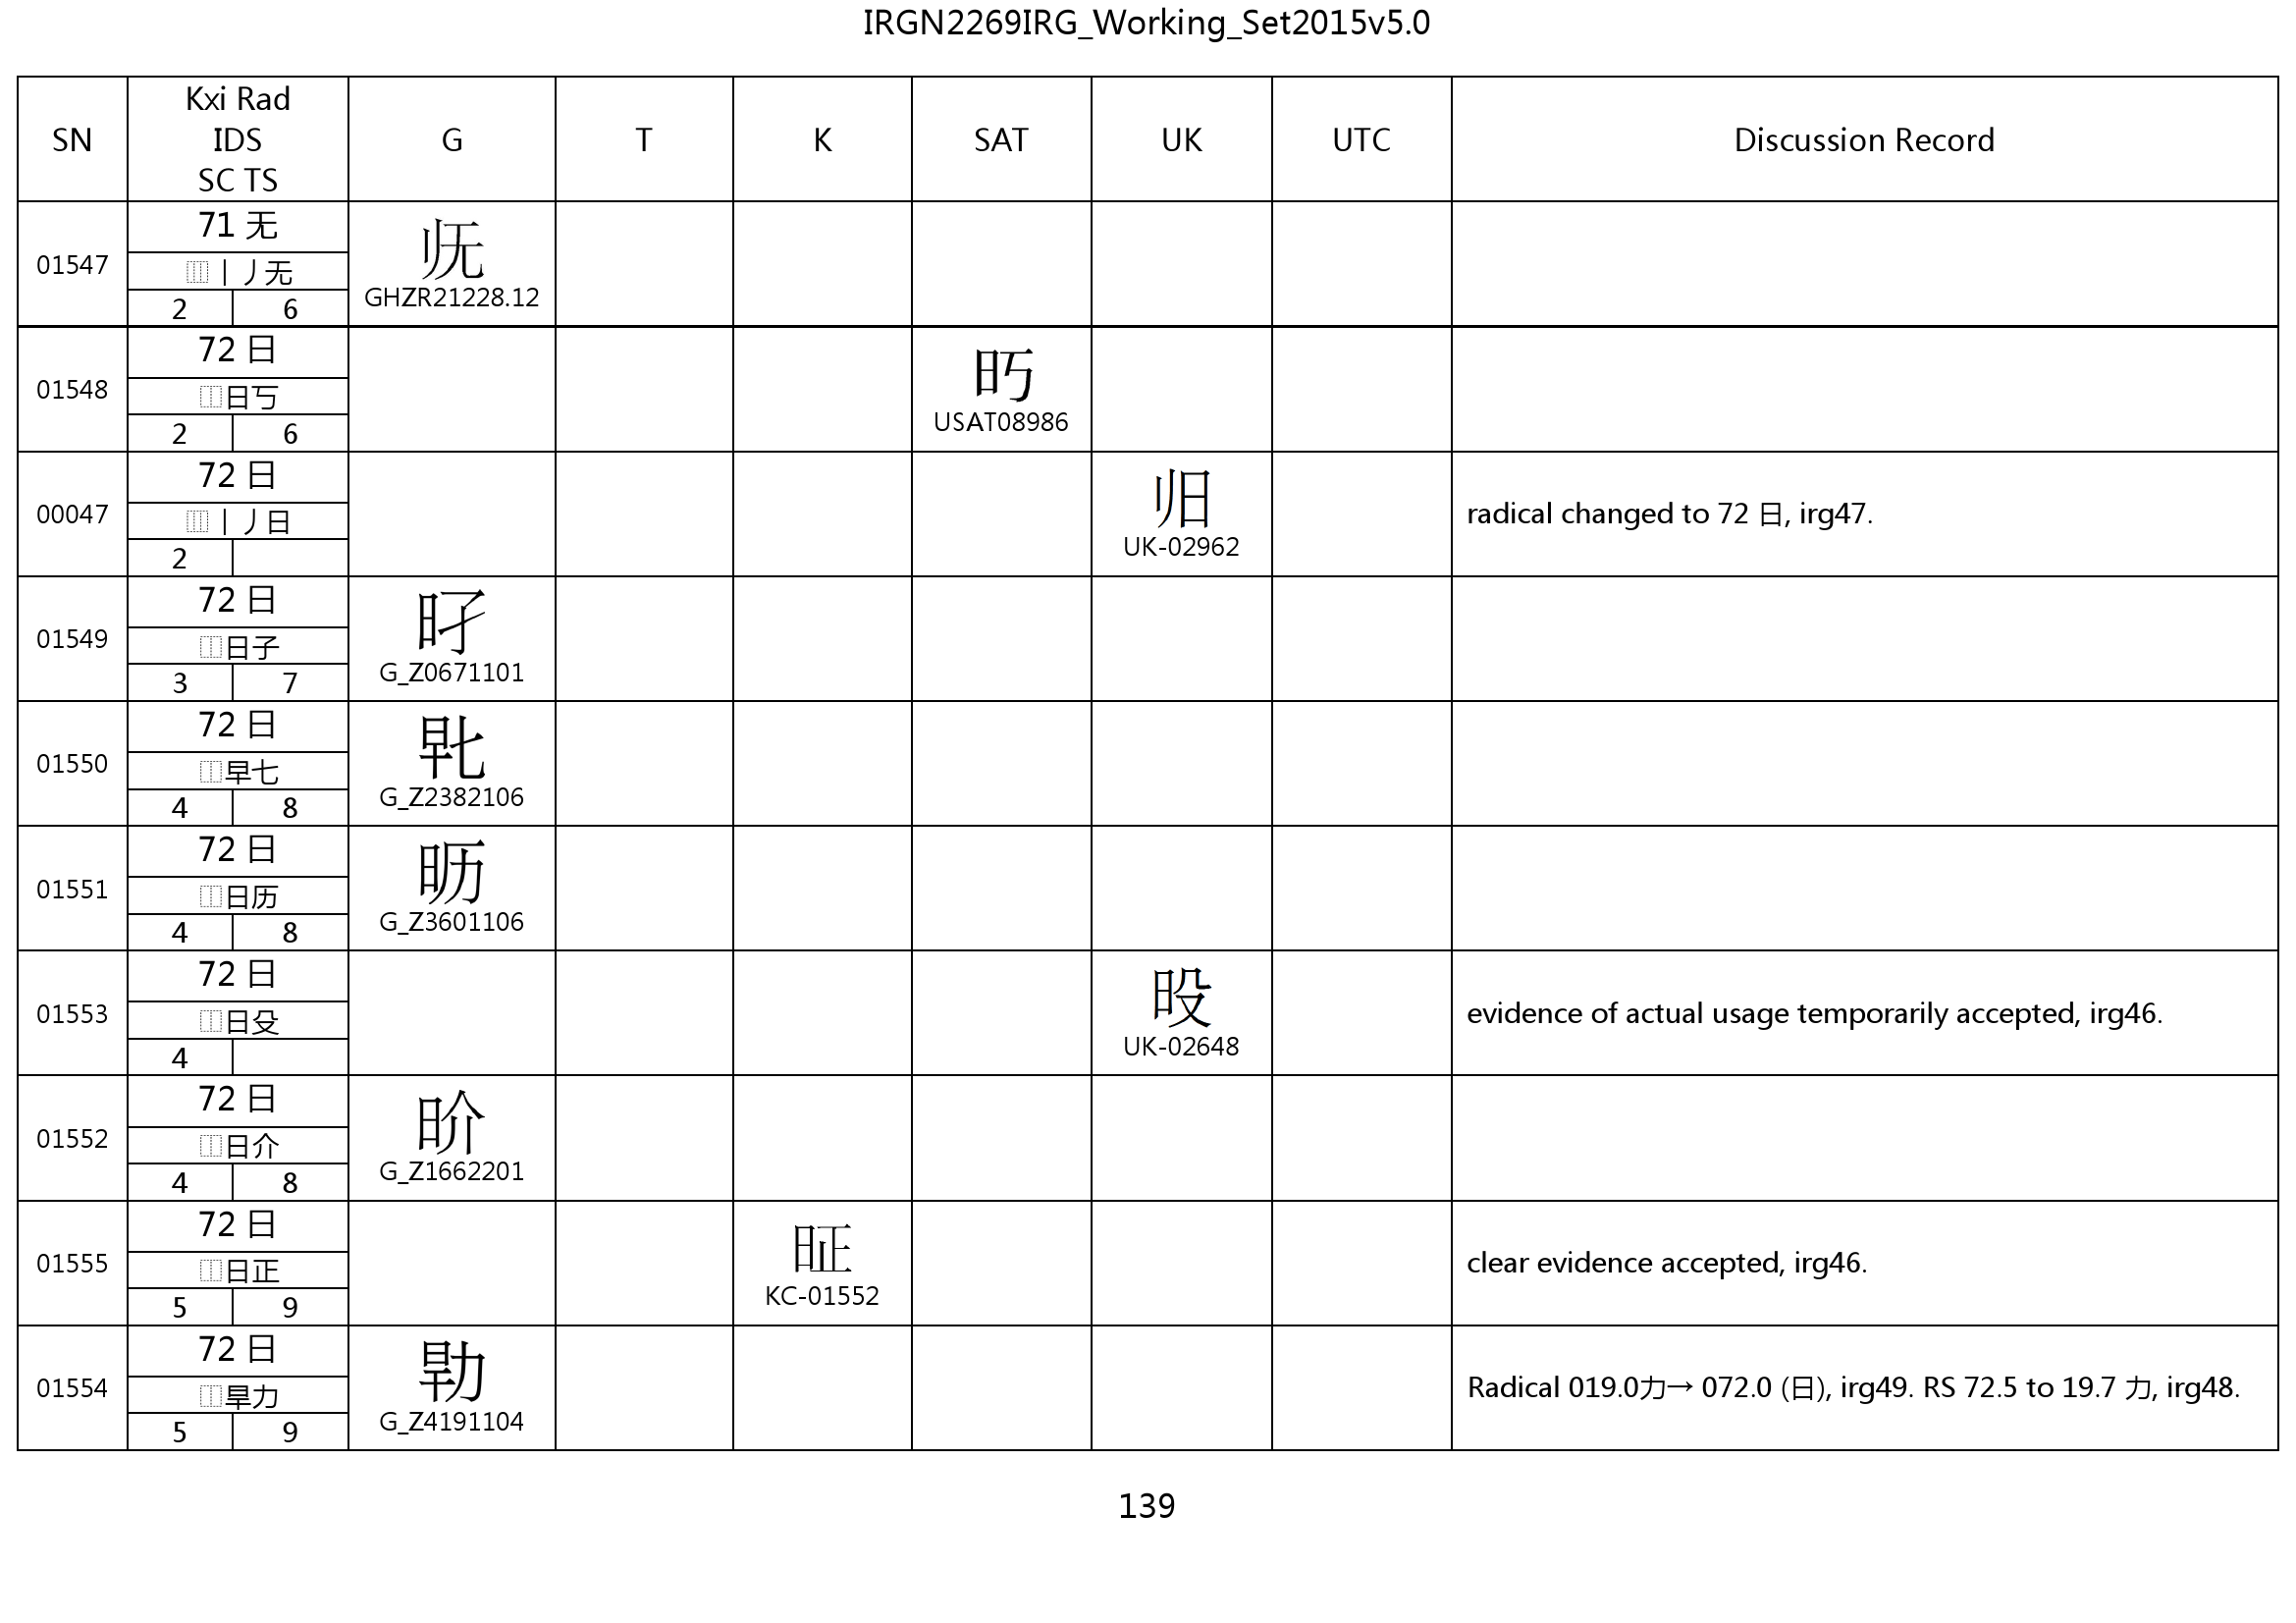 IRGN2269IRG_Working_Set2015v5.0
SN
Kxi Rad
IDS
SC TS
G
T
K
SAT
UK
UTC
Discussion Record
01547
71 无
⿰⿰丨丿无
2 6
GHZR21228.12
01548
72 日
⿰日丂
2 6
USAT08986
00047
72 日
⿰⿰丨丿日
2
归
UK-02962
radical changed to 72 日, irg47.
01549
72 日
⿰日子
3 7
G_Z0671101
01550
72 日
⿰早七
4 8
G_Z2382106
01551
72 日
⿰日历
4 8
G_Z3601106
01553
72 日
⿰日殳
4
UK-02648
evidence of actual usage temporarily accepted, irg46.
01552
72 日
⿰日介
4 8
G_Z1662201
01555
72 日
⿰日正
5 9
KC-01552
clear evidence accepted, irg46.
01554
72 日
⿰旱力
5 9
G_Z4191104
Radical 019.0力→ 072.0 (日), irg49. RS 72.5 to 19.7 力, irg48.
139